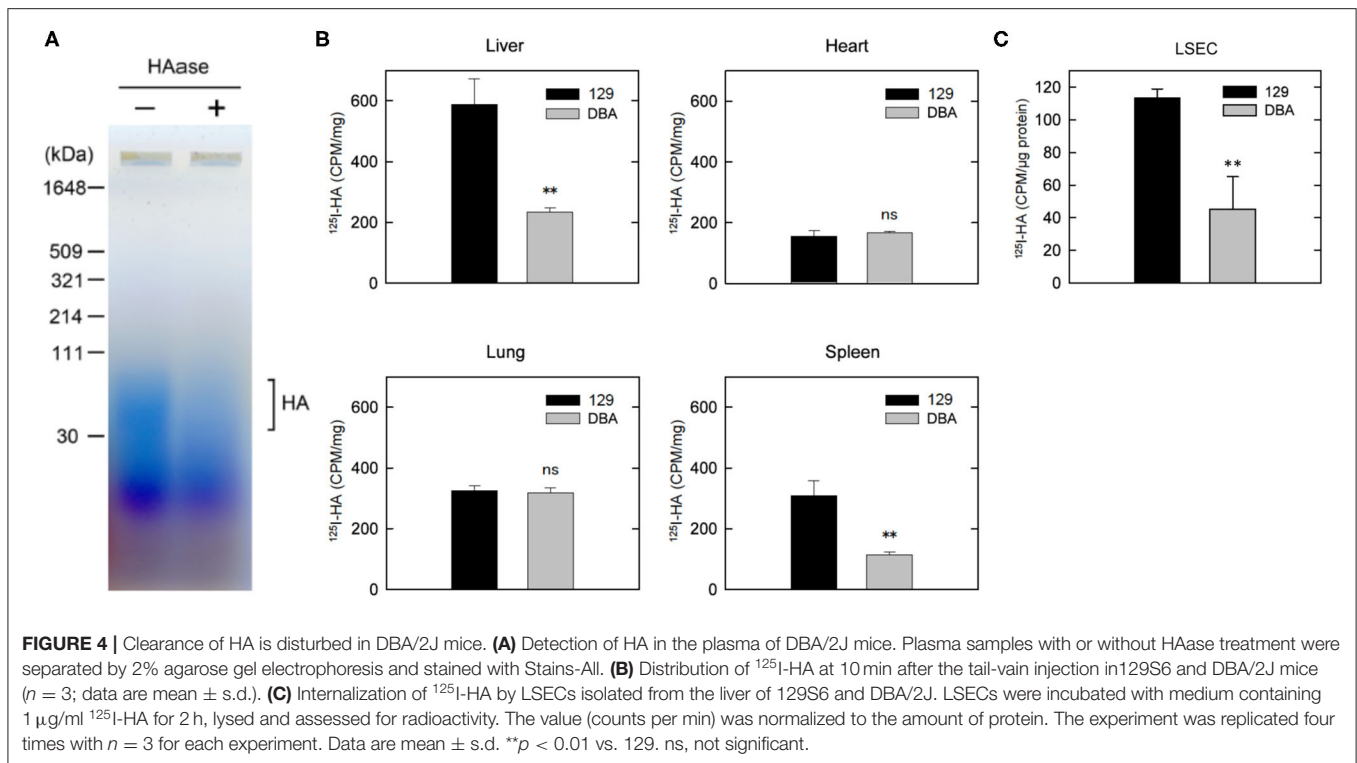 A
HAase
− +
(kDa)
1648
509
321
214
111
30
HA
B
Liver
129
DBA
600
400
200
0
¹²⁵I-HA (CPM/mg)
**
Heart
129
DBA
600
400
200
0
¹²⁵I-HA (CPM/mg)
ns
Lung
129
DBA
600
400
200
0
¹²⁵I-HA (CPM/mg)
ns
Spleen
129
DBA
600
400
200
0
¹²⁵I-HA (CPM/mg)
**
C
LSEC
129
DBA
120
100
80
60
40
20
0
¹²⁵I-HA (CPM/µg protein)
**
FIGURE 4 | Clearance of HA is disturbed in DBA/2J mice. (A) Detection of HA in the plasma of DBA/2J mice. Plasma samples with or without HAase treatment were
separated by 2% agarose gel electrophoresis and stained with Stains-All. (B) Distribution of ¹²⁵I-HA at 10 min after the tail-vain injection in129S6 and DBA/2J mice
(n = 3; data are mean ± s.d.). (C) Internalization of ¹²⁵I-HA by LSECs isolated from the liver of 129S6 and DBA/2J. LSECs were incubated with medium containing
1 µg/ml ¹²⁵I-HA for 2 h, lysed and assessed for radioactivity. The value (counts per min) was normalized to the amount of protein. The experiment was replicated four
times with n = 3 for each experiment. Data are mean ± s.d. **p < 0.01 vs. 129. ns, not significant.